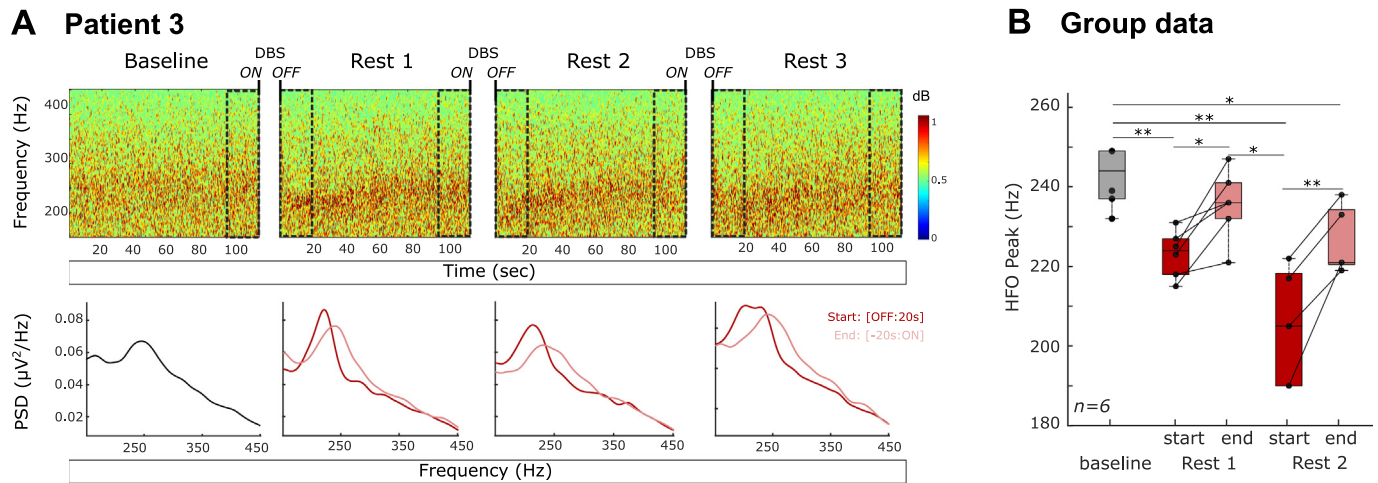 A Patient 3
Baseline
DBS
ON OFF
Rest 1
DBS
ON OFF
Rest 2
DBS
ON OFF
Rest 3
Frequency (Hz)
400
300
200
dB
1
0.5
0
20 40 60 80 100
20 40 60 80 100
20 40 60 80 100
20 40 60 80 100
Time (sec)
PSD (µV²/Hz)
0.08
0.06
0.04
0.02
Start: [OFF:20s]
End: [-20s:ON]
250 450
250 450
250 450
250 450
Frequency (Hz)
B Group data
HFO Peak (Hz)
260
240
220
200
180
*
**
**
*
*
**
n=6
start end start end
baseline Rest 1 Rest 2